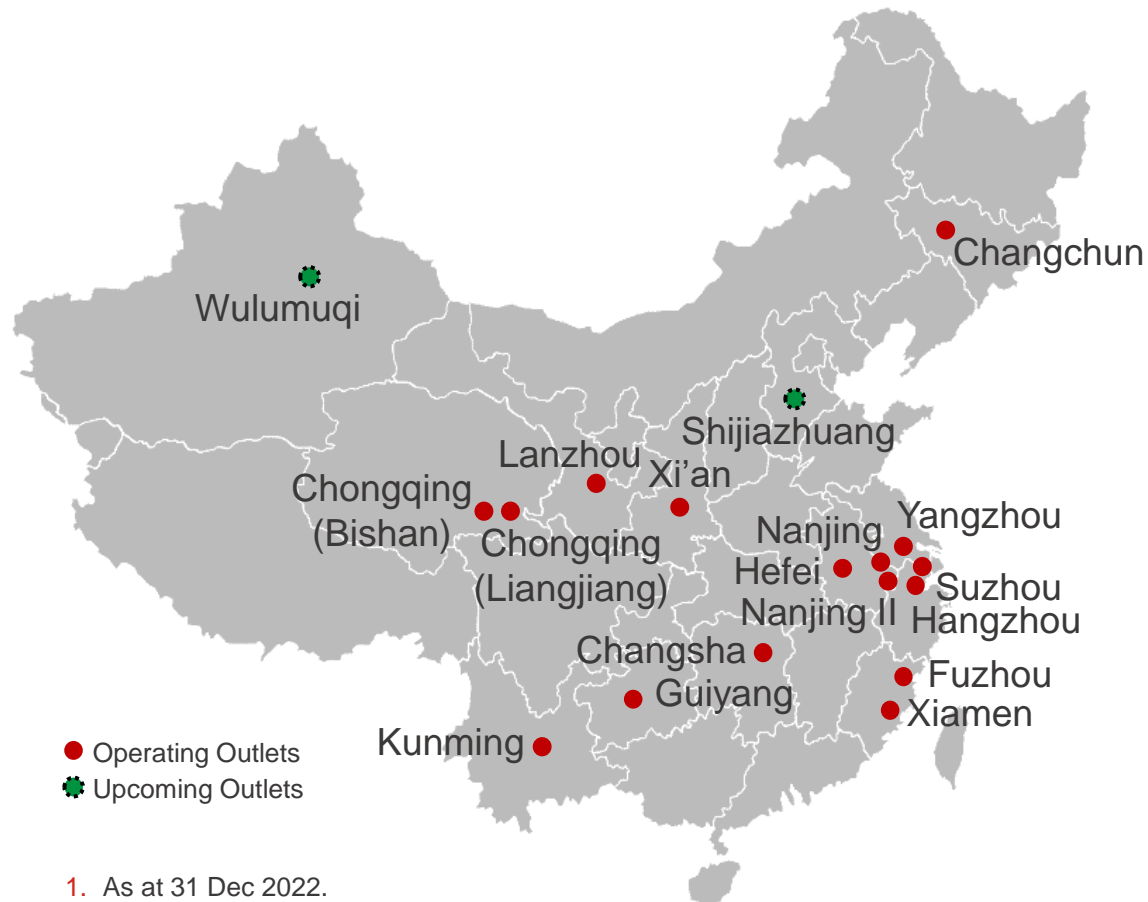 Changchun
Wulumuqi
Shijiazhuang
Lanzhou
Xi’an
Chongqing
(Bishan)
Chongqing
(Liangjiang)
Yangzhou
Nanjing
Hefei
Suzhou
Nanjing II
Hangzhou
Changsha
Fuzhou
Guiyang
Xiamen
Kunming
Operating Outlets
Upcoming Outlets
1. As at 31 Dec 2022.